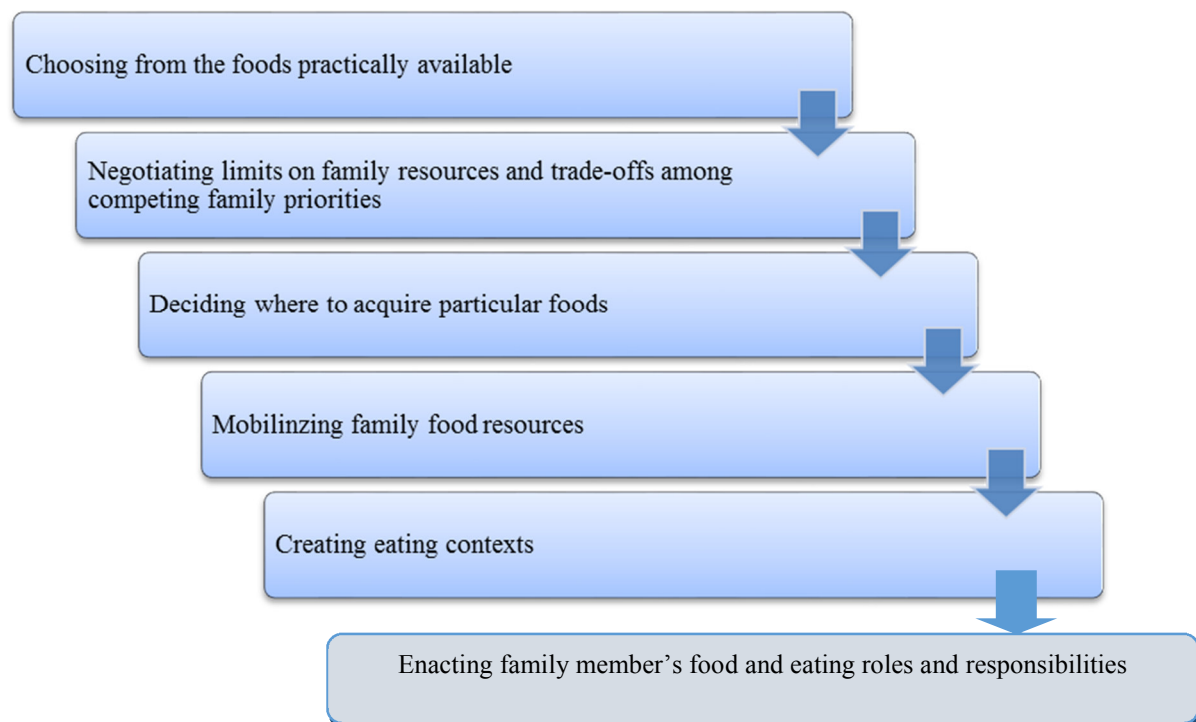 Choosing from the foods practically available
Negotiating limits on family resources and trade-offs among
competing family priorities
Deciding where to acquire particular foods
Mobilinzing family food resources
Creating eating contexts
Enacting family member’s food and eating roles and responsibilities